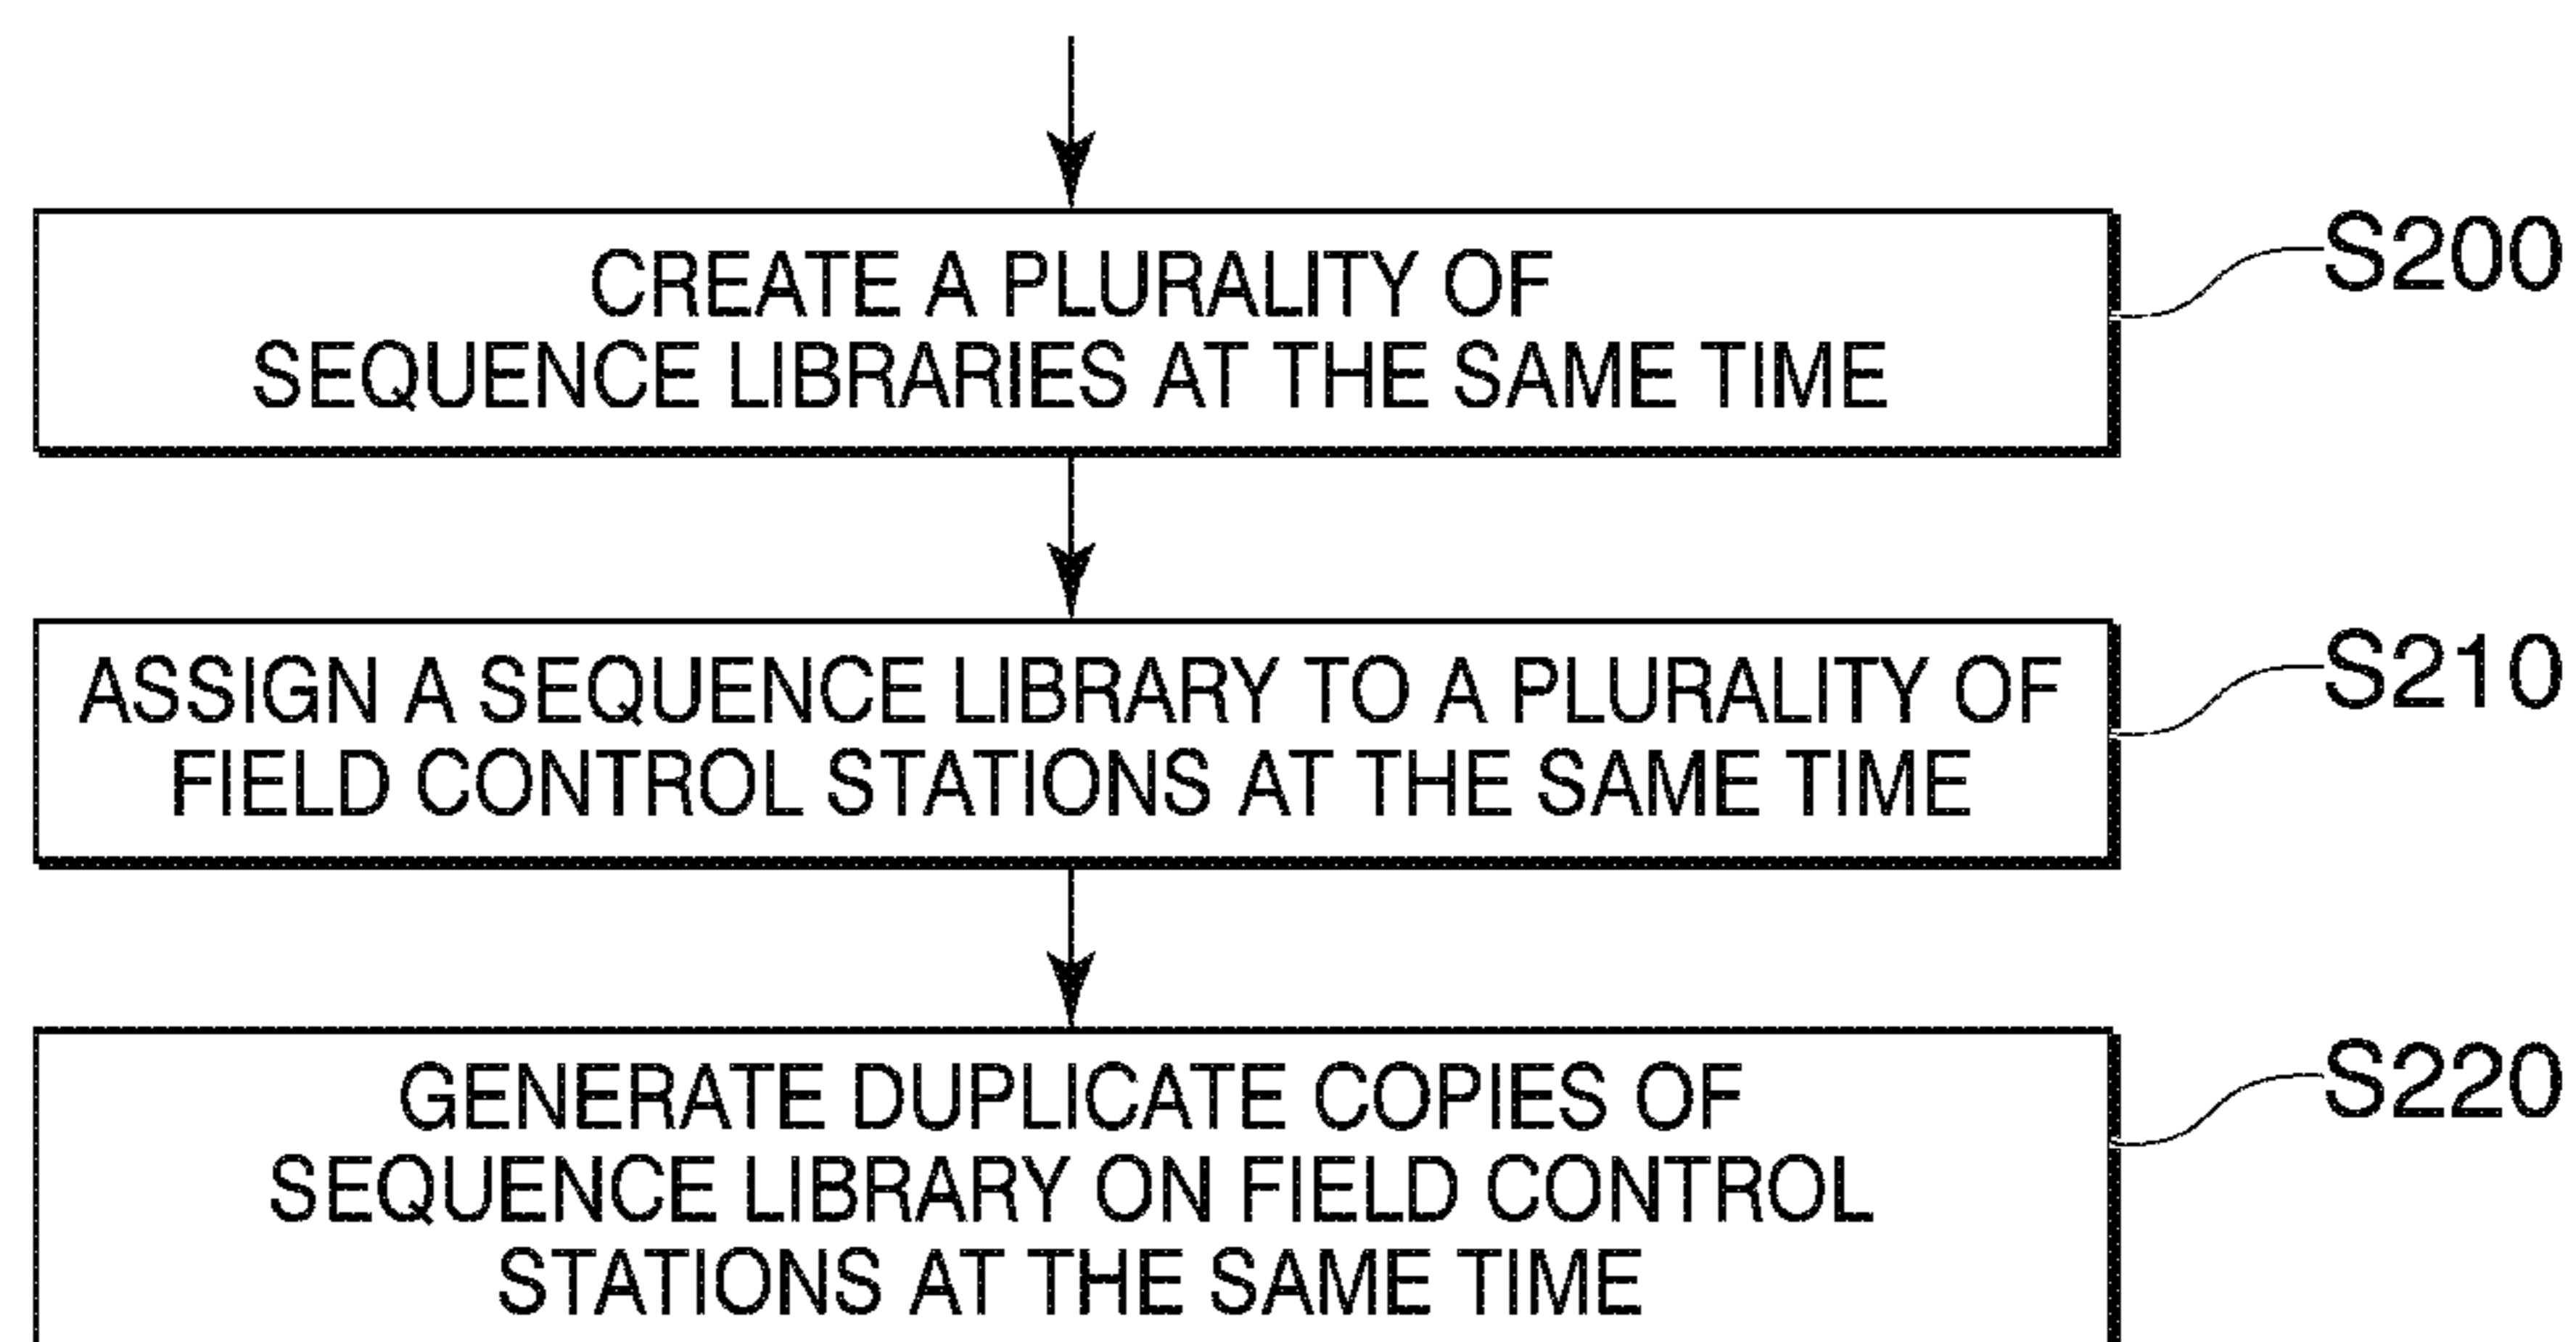 CREATE A PLURALITY OF
SEQUENCE LIBRARIES AT THE SAME TIME
S200
ASSIGN A SEQUENCE LIBRARY TO A PLURALITY OF
FIELD CONTROL STATIONS AT THE SAME TIME
S210
GENERATE DUPLICATE COPIES OF
SEQUENCE LIBRARY ON FIELD CONTROL
STATIONS AT THE SAME TIME
S220